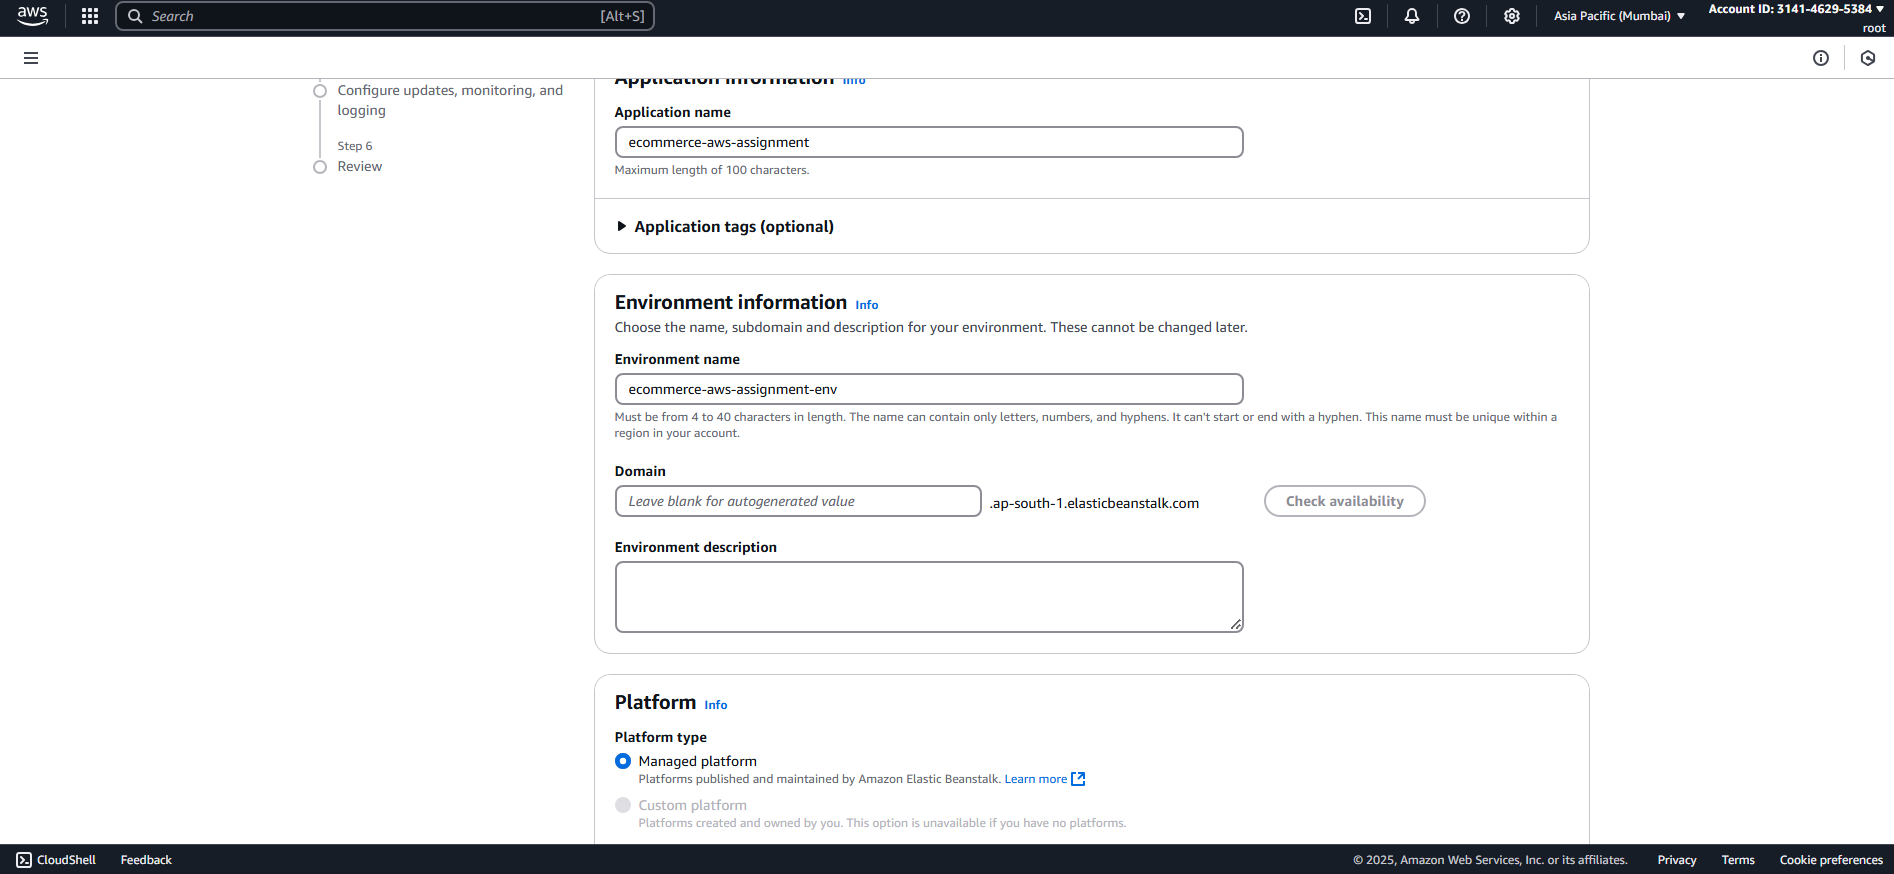 aws
Search
[Alt+S]
Asia Pacific (Mumbai)
Account ID: 3141-4629-5384
root
Configure updates, monitoring, and
logging
Step 6
Review
Application information Info
Application name
ecommerce-aws-assignment
Maximum length of 100 characters.
Application tags (optional)
Environment information Info
Choose the name, subdomain and description for your environment. These cannot be changed later.
Environment name
ecommerce-aws-assignment-env
Must be from 4 to 40 characters in length. The name can contain only letters, numbers, and hyphens. It can't start or end with a hyphen. This name must be unique within a
region in your account.
Domain
Leave blank for autogenerated value
.ap-south-1.elasticbeanstalk.com
Check availability
Environment description
Platform Info
Platform type
Managed platform
Platforms published and maintained by Amazon Elastic Beanstalk. Learn more
Custom platform
Platforms created and owned by you. This option is unavailable if you have no platforms.
CloudShell
Feedback
© 2025, Amazon Web Services, Inc. or its affiliates.
Privacy
Terms
Cookie preferences